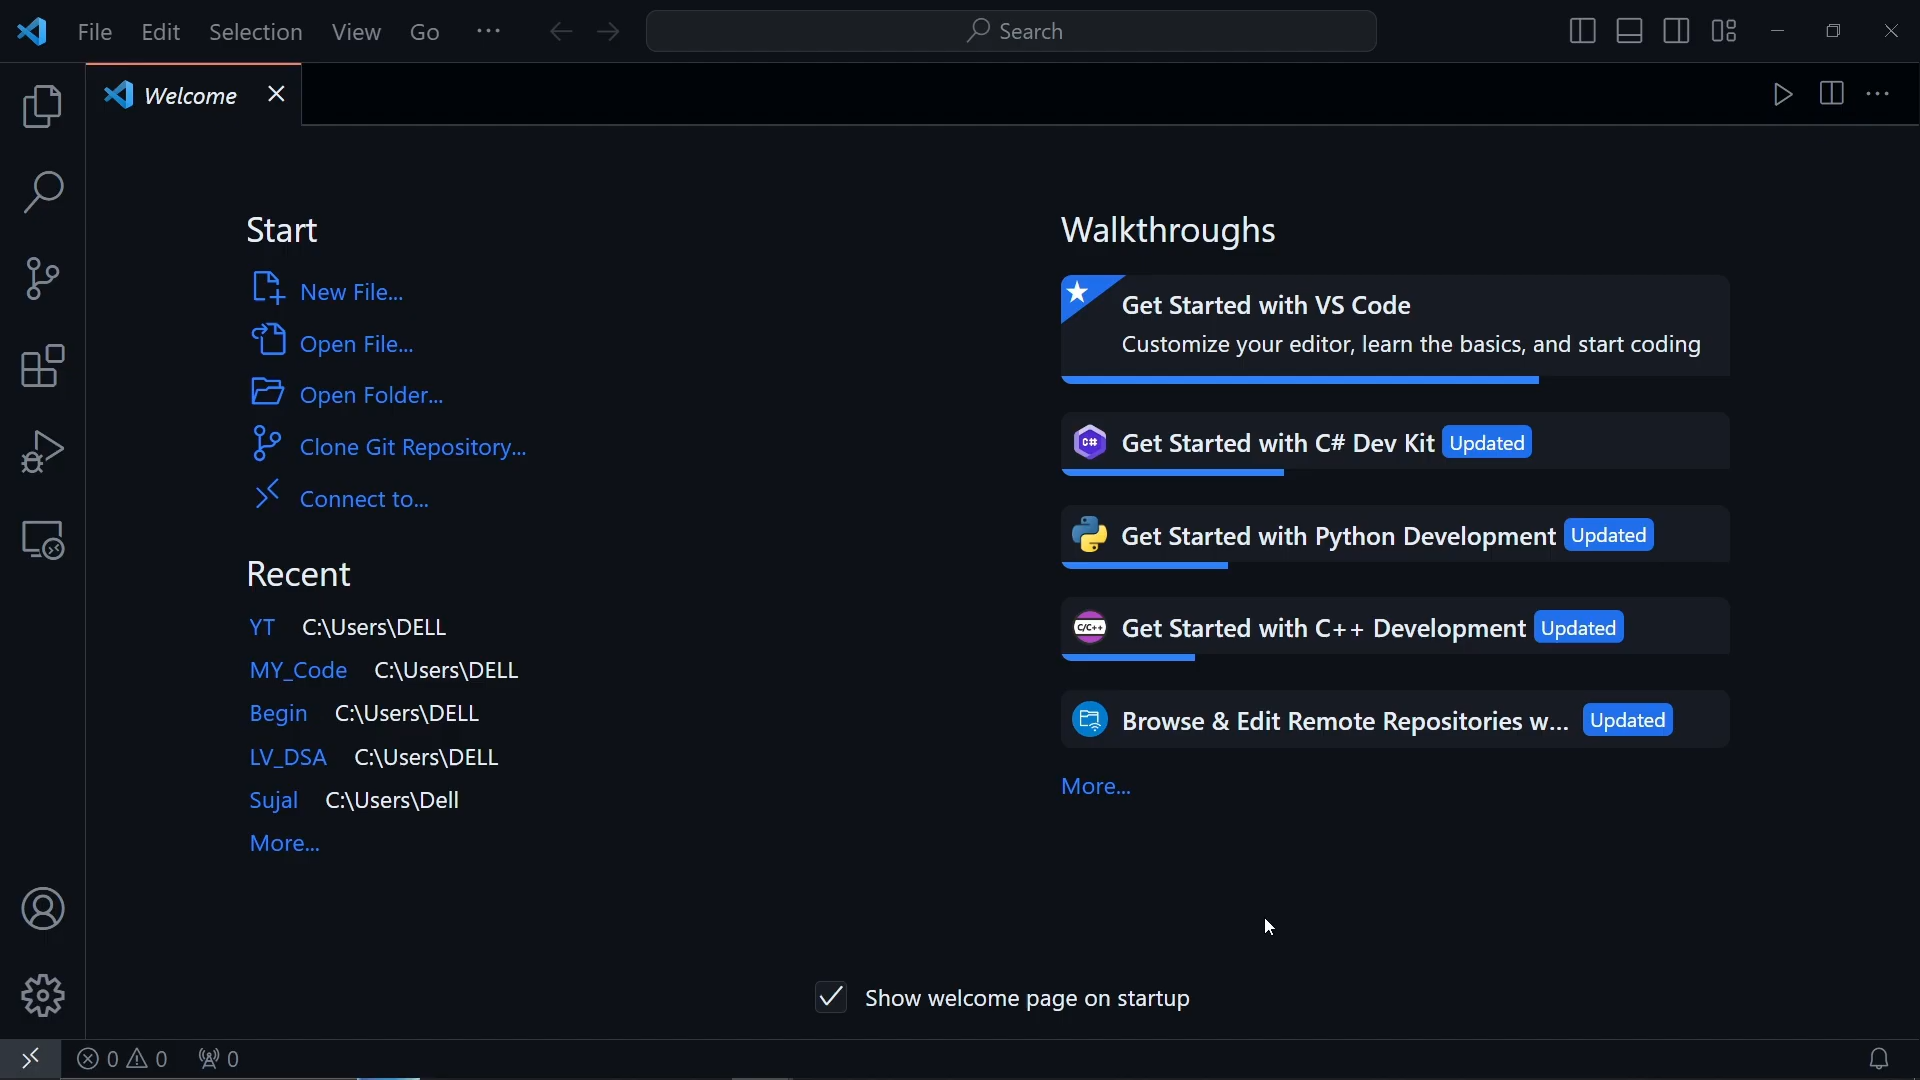 File Edit Selection View Go ··· Search
Welcome
Start
New File...
Open File...
Open Folder...
Clone Git Repository...
Connect to...
Recent
YT C:\Users\DELL
MY_Code C:\Users\DELL
Begin C:\Users\DELL
LV_DSA C:\Users\DELL
Sujal C:\Users\Dell
More...
Walkthroughs
Get Started with VS Code
Customize your editor, learn the basics, and start coding
C# Get Started with C# Dev Kit Updated
Get Started with Python Development Updated
C/C++ Get Started with C++ Development Updated
Browse & Edit Remote Repositories w... Updated
More...
Show welcome page on startup
0 0 0